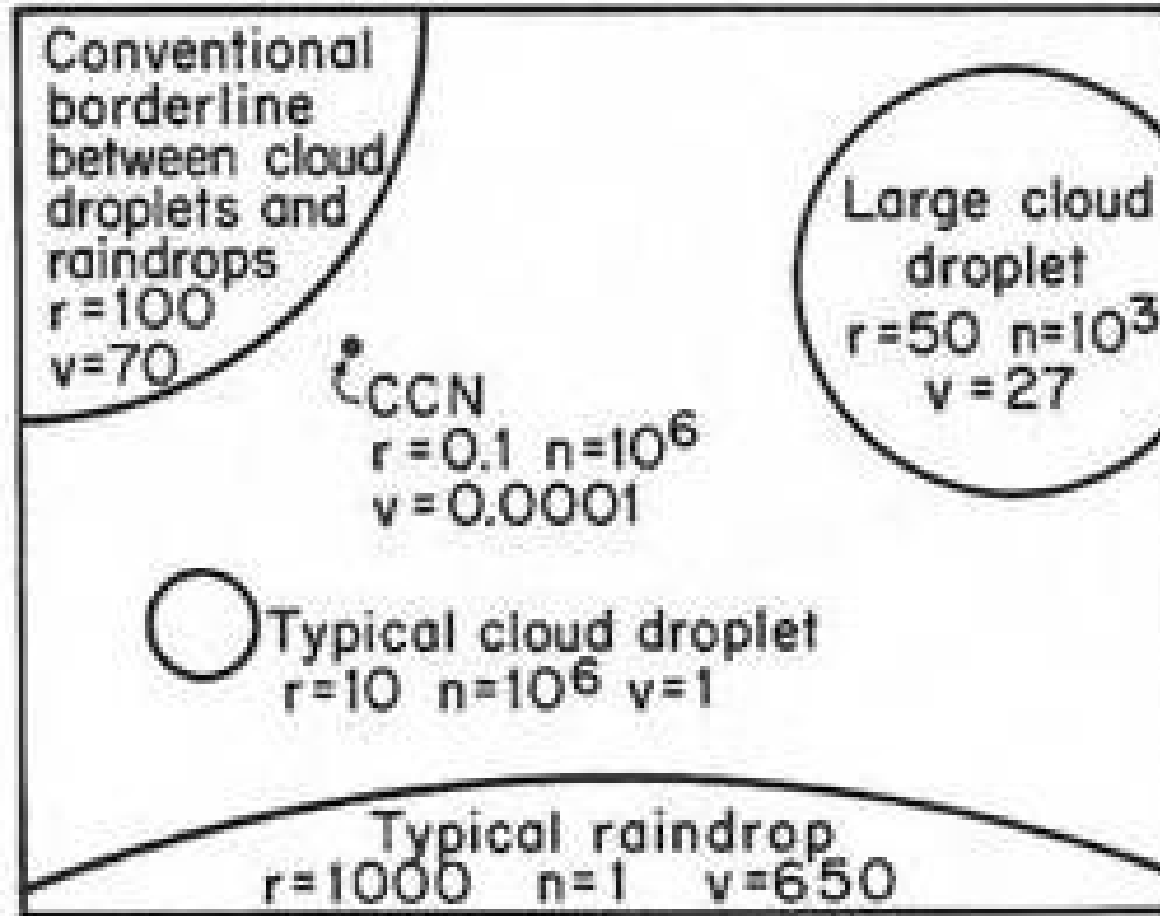 Conventional
borderline
between cloud
droplets and
raindrops
r=100
v=70
Large cloud
droplet
r=50 n=10³
v=27
CCN
r=0.1 n=10⁶
v=0.0001
Typical cloud droplet
r=10 n=10⁶ v=1
Typical raindrop
r=1000 n=1 v=650